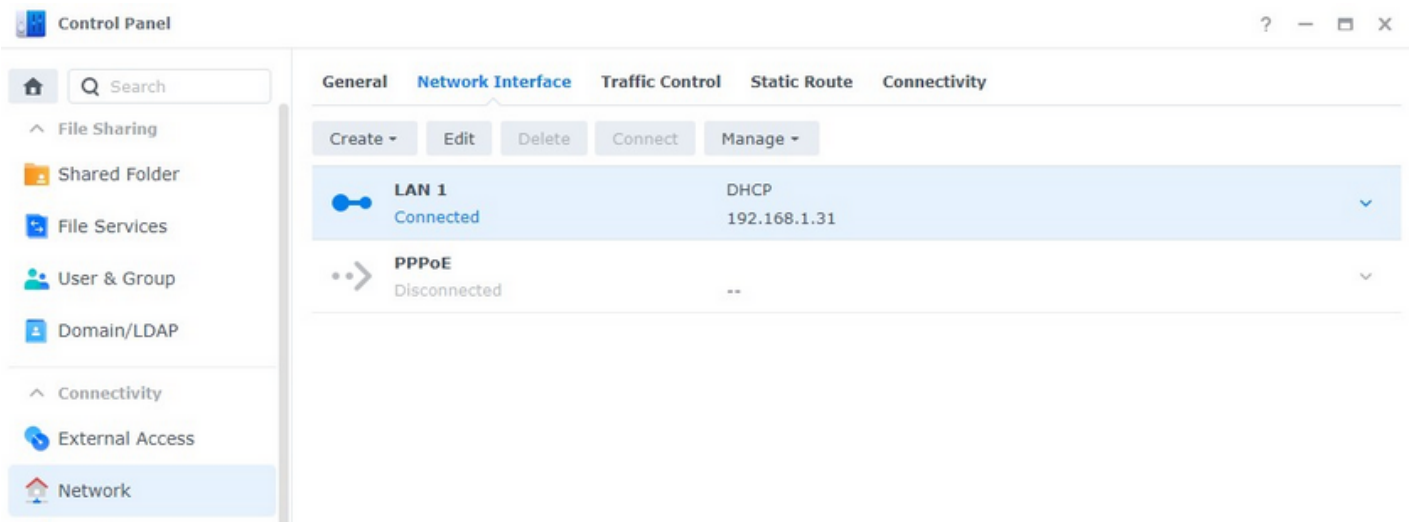 Control Panel
?
Search
General Network Interface Traffic Control Static Route Connectivity
File Sharing
Create Edit Delete Connect Manage
Shared Folder
LAN 1 DHCP
Connected 192.168.1.31
File Services
User & Group
PPPoE
Disconnected --
Domain/LDAP
Connectivity
External Access
Network